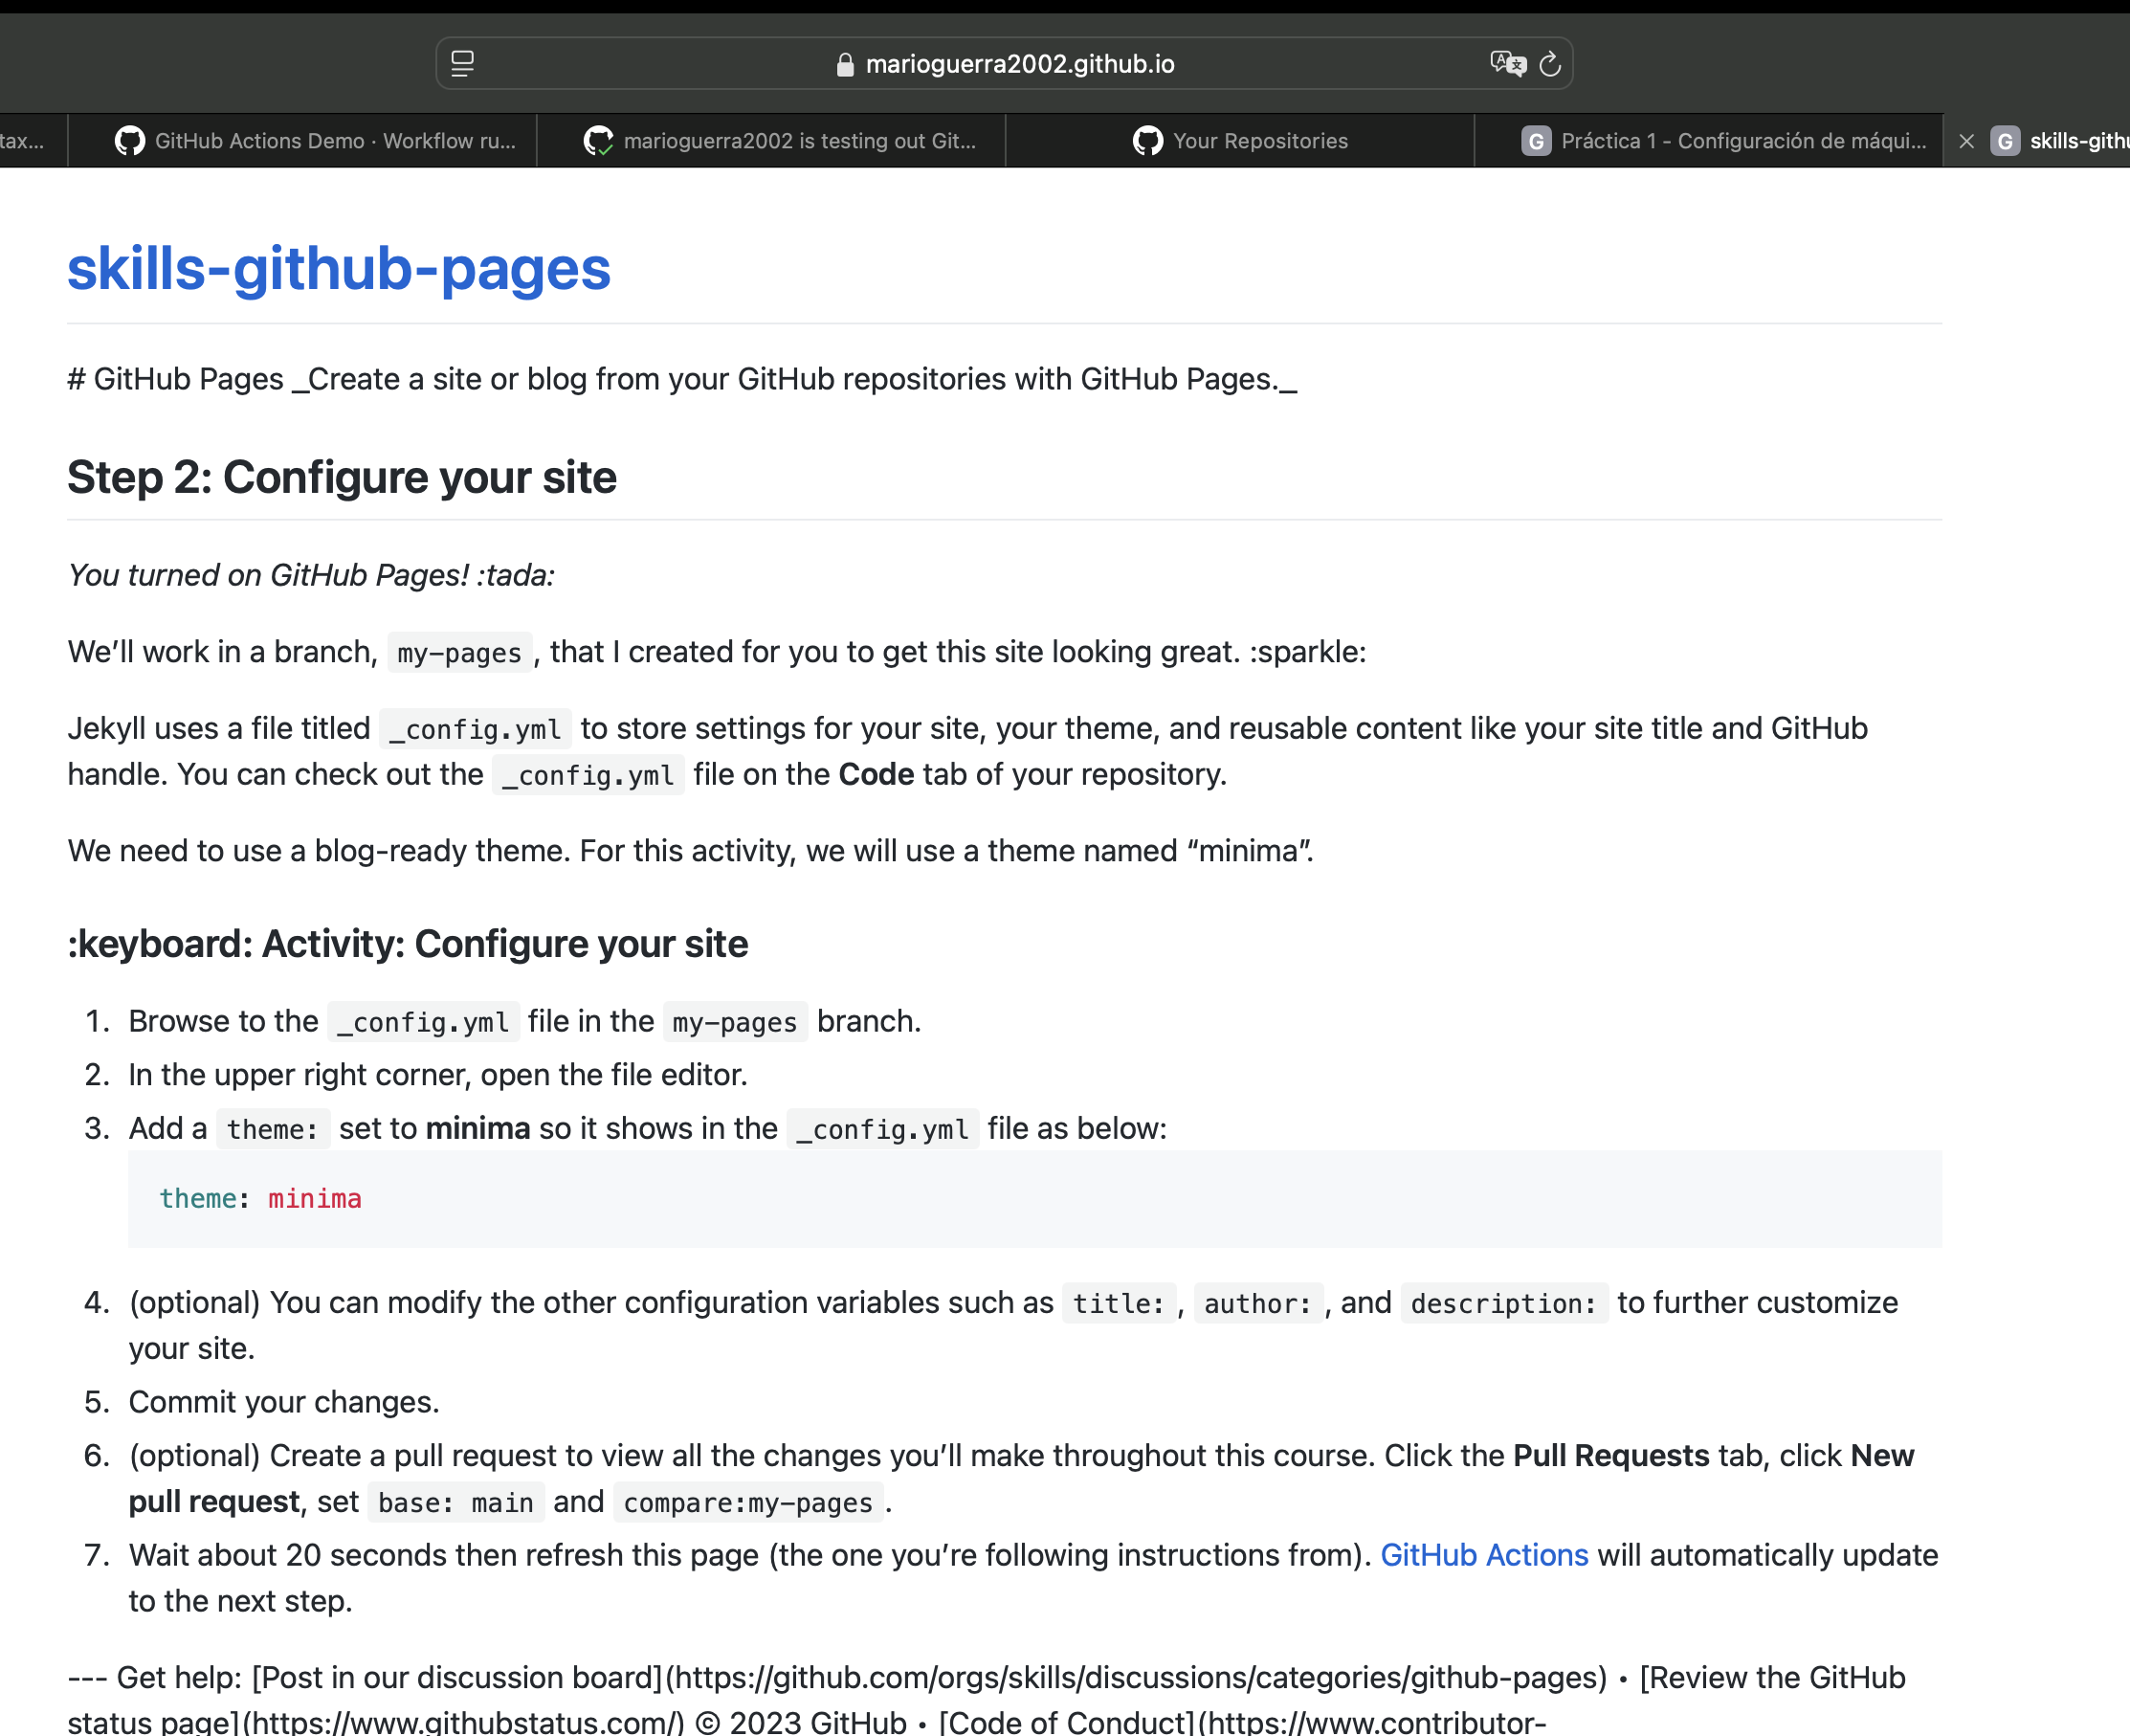 marioguerra2002.github.io
tax...
GitHub Actions Demo · Workflow ru...
marioguerra2002 is testing out Git...
Your Repositories
G Práctica 1 - Configuración de máqui...
G skills-githu
skills-github-pages
# GitHub Pages _Create a site or blog from your GitHub repositories with GitHub Pages._
Step 2: Configure your site
You turned on GitHub Pages! :tada:
We’ll work in a branch, my-pages, that I created for you to get this site looking great. :sparkle:
Jekyll uses a file titled _config.yml to store settings for your site, your theme, and reusable content like your site title and GitHub
handle. You can check out the _config.yml file on the Code tab of your repository.
We need to use a blog-ready theme. For this activity, we will use a theme named “minima”.
:keyboard: Activity: Configure your site
1. Browse to the _config.yml file in the my-pages branch.
2. In the upper right corner, open the file editor.
3. Add a theme: set to minima so it shows in the _config.yml file as below:
theme: minima
4. (optional) You can modify the other configuration variables such as title:, author:, and description: to further customize
your site.
5. Commit your changes.
6. (optional) Create a pull request to view all the changes you’ll make throughout this course. Click the Pull Requests tab, click New
pull request, set base: main and compare:my-pages.
7. Wait about 20 seconds then refresh this page (the one you’re following instructions from). GitHub Actions will automatically update
to the next step.
--- Get help: [Post in our discussion board](https://github.com/orgs/skills/discussions/categories/github-pages) • [Review the GitHub
status page](https://www.githubstatus.com/) © 2023 GitHub • [Code of Conduct](https://www.contributor-